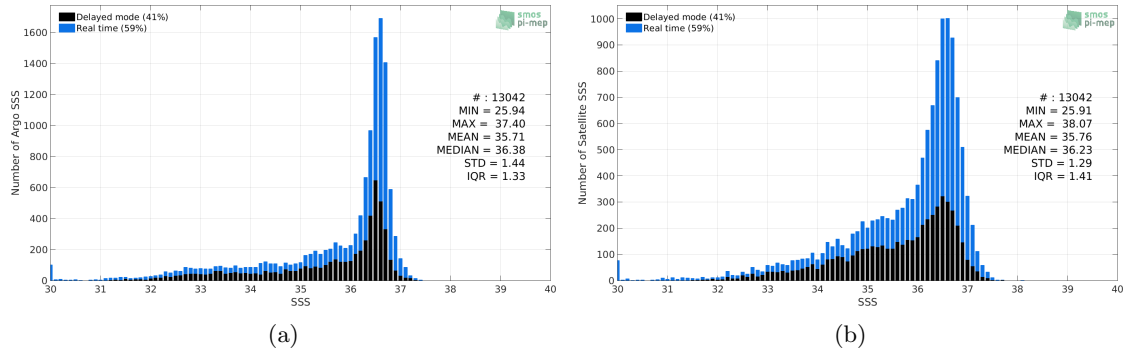 Delayed mode (41%)
Real time (59%)
smos
pi-mep
Number of Argo SSS
1600
1400
1200
1000
800
600
400
200
0
# : 13042
MIN = 25.94
MAX = 37.40
MEAN = 35.71
MEDIAN = 36.38
STD = 1.44
IQR = 1.33
30 31 32 33 34 35 36 37 38 39 40
SSS
(a)
Delayed mode (41%)
Real time (59%)
smos
pi-mep
Number of Satellite SSS
1000
900
800
700
600
500
400
300
200
100
0
# : 13042
MIN = 25.91
MAX = 38.07
MEAN = 35.76
MEDIAN = 36.23
STD = 1.29
IQR = 1.41
30 31 32 33 34 35 36 37 38 39 40
SSS
(b)